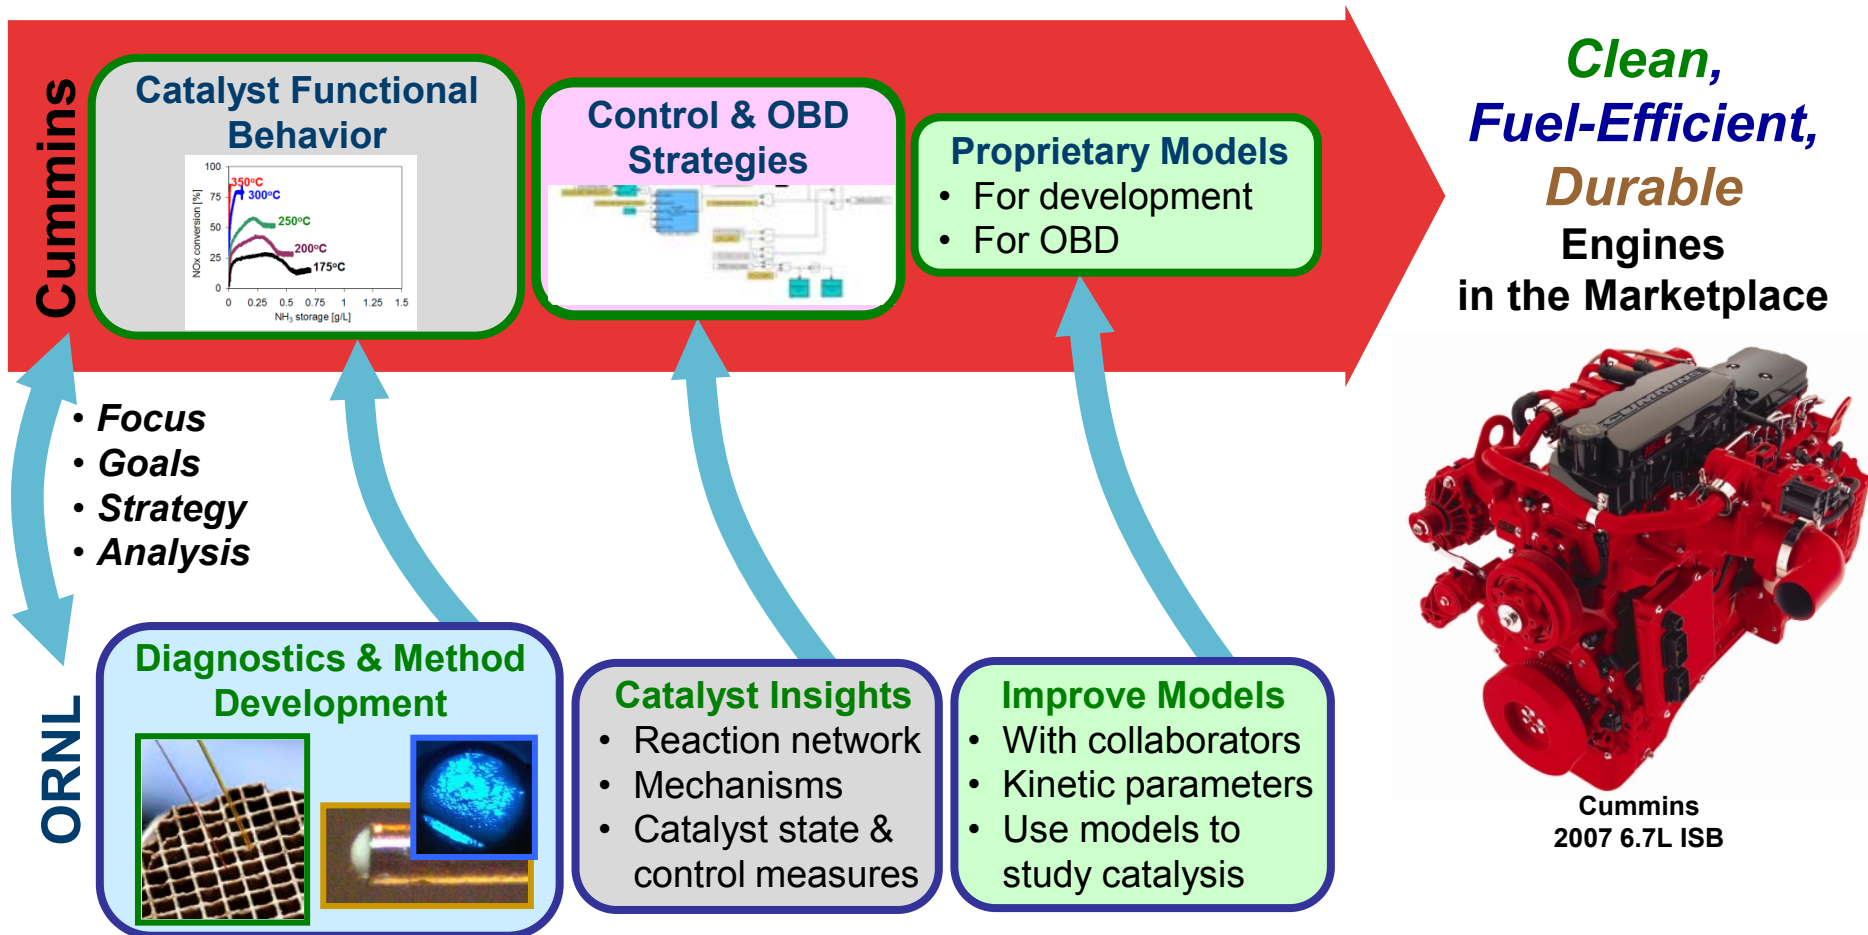 Cummins
Catalyst Functional
Behavior
NOx conversion [%]
100
75
50
25
0
350°C
300°C
250°C
200°C
175°C
0 0.25 0.5 0.75 1 1.25 1.5
NH₃ storage [g/L]
Control & OBD
Strategies
Proprietary Models
• For development
• For OBD
Clean,
Fuel-Efficient,
Durable
Engines
in the Marketplace
• Focus
• Goals
• Strategy
• Analysis
CUMMINS
ORNL
Diagnostics & Method
Development
Catalyst Insights
• Reaction network
• Mechanisms
• Catalyst state &
control measures
Improve Models
• With collaborators
• Kinetic parameters
• Use models to
study catalysis
Cummins
2007 6.7L ISB